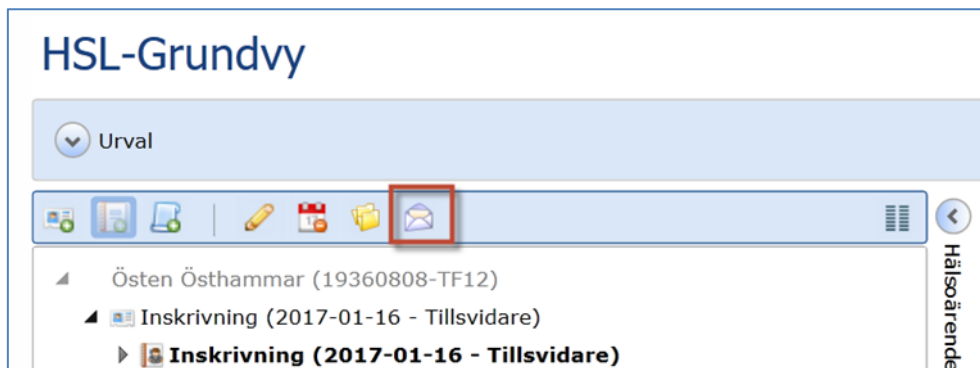 HSL-Grundvy
Urval
Östen Östhammar (19360808-TF12)
Inskrivning (2017-01-16 - Tillsvidare)
Inskrivning (2017-01-16 - Tillsvidare)
Hälsoärende